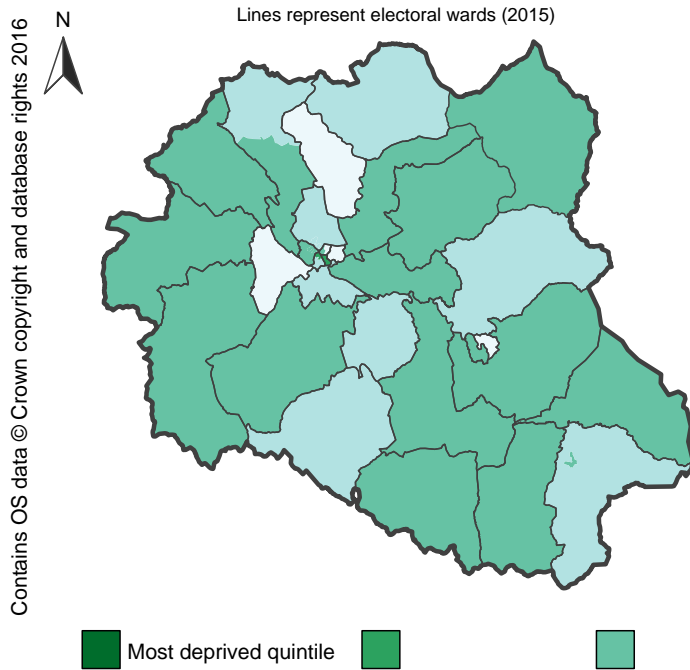 Lines represent electoral wards (2015)
N
Contains OS data © Crown copyright and database rights 2016
Most deprived quintile